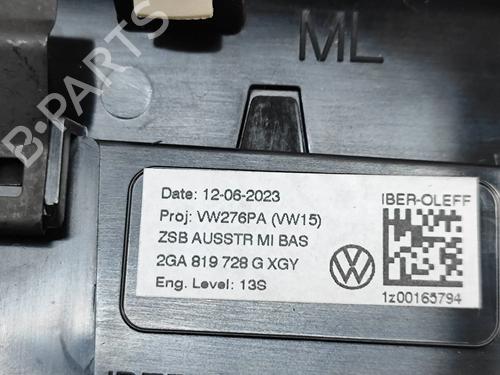 B-PARTS
ML
Date: 12-06-2023
Proj: VW276PA (VW15)
ZSB AUSSTR MI BAS
2GA 819 728 G XGY
Eng. Level: 13S
IBER-OLEFF
1z00165794